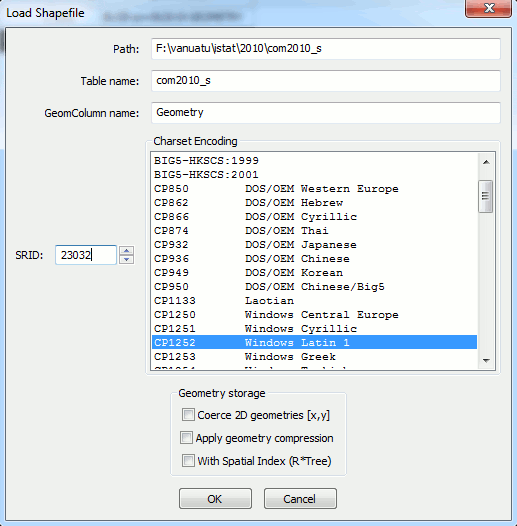 Load Shapefile
Path: F:\vanuatu\istat\2010\com2010_s
Table name: com2010_s
GeomColumn name: Geometry
Charset Encoding
BIG5-HKSCS:1999
BIG5-HKSCS:2001
CP850 DOS/OEM Western Europe
CP862 DOS/OEM Hebrew
CP866 DOS/OEM Cyrillic
CP874 DOS/OEM Thai
CP932 DOS/OEM Japanese
CP936 DOS/OEM Chinese
CP949 DOS/OEM Korean
CP950 DOS/OEM Chinese/Big5
CP1133 Laotian
CP1250 Windows Central Europe
CP1251 Windows Cyrillic
CP1252 Windows Latin 1
CP1253 Windows Greek
SRID: 23032
Geometry storage
Coerce 2D geometries [x,y]
Apply geometry compression
With Spatial Index (R*Tree)
OK Cancel